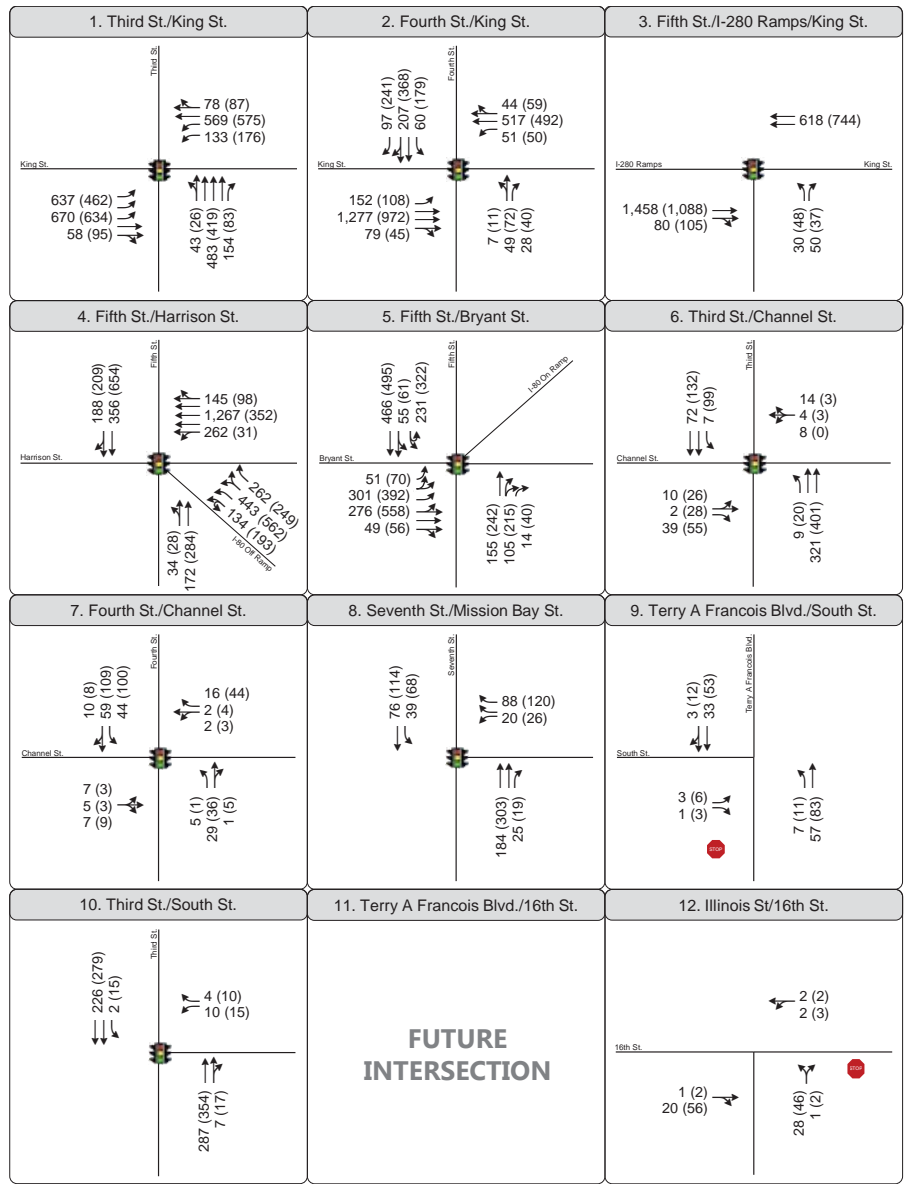 1. Third St./King St.
Third St.
78 (87)
569 (575)
133 (176)
King St.
637 (462)
670 (634)
58 (95)
43 (26)
483 (419)
154 (83)
2. Fourth St./King St.
Fourth St.
97 (241)
207 (368)
60 (179)
44 (59)
517 (492)
51 (50)
King St.
152 (108)
1,277 (972)
79 (45)
7 (11)
49 (72)
28 (40)
3. Fifth St./I-280 Ramps/King St.
618 (744)
I-280 Ramps
King St.
1,458 (1,088)
80 (105)
30 (48)
50 (37)
4. Fifth St./Harrison St.
Fifth St.
188 (209)
356 (654)
145 (98)
1,267 (352)
262 (31)
Harrison St.
34 (28)
172 (284)
262 (249)
443 (562)
134 (193)
I-80 Off Ramp
5. Fifth St./Bryant St.
Fifth St.
466 (495)
55 (61)
231 (322)
I-80 On Ramp
Bryant St.
51 (70)
301 (392)
276 (558)
49 (56)
155 (242)
105 (215)
14 (40)
6. Third St./Channel St.
Third St.
72 (132)
7 (99)
14 (3)
4 (3)
8 (0)
Channel St.
10 (26)
2 (28)
39 (55)
9 (20)
321 (401)
7. Fourth St./Channel St.
Fourth St.
10 (8)
59 (109)
44 (100)
16 (44)
2 (4)
2 (3)
Channel St.
7 (3)
5 (3)
7 (9)
5 (1)
29 (36)
1 (5)
8. Seventh St./Mission Bay St.
Seventh St.
76 (114)
39 (68)
88 (120)
20 (26)
184 (303)
25 (19)
9. Terry A Francois Blvd./South St.
Terry A Francois Blvd.
3 (12)
33 (53)
South St.
3 (6)
1 (3)
STOP
7 (11)
57 (83)
10. Third St./South St.
Third St.
226 (279)
2 (15)
4 (10)
10 (15)
287 (354)
7 (17)
11. Terry A Francois Blvd./16th St.
FUTURE
INTERSECTION
12. Illinois St/16th St.
2 (2)
2 (3)
16th St.
STOP
1 (2)
20 (56)
28 (46)
1 (2)